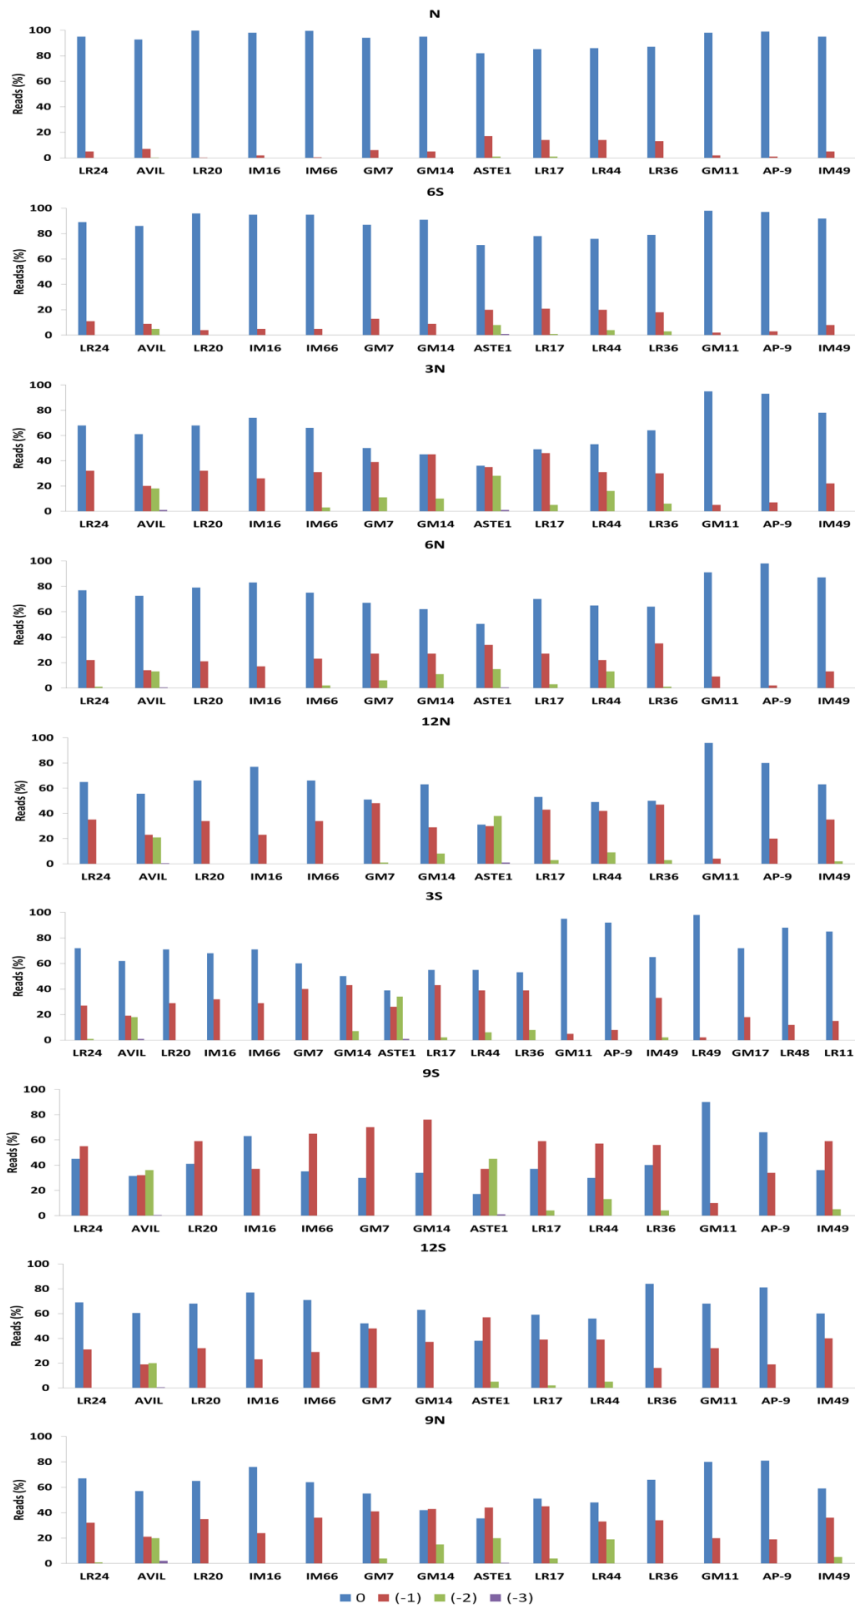 N
Reads (%)
100
80
60
40
20
0
LR24 AVIL LR20 IM16 IM66 GM7 GM14 ASTE1 LR17 LR44 LR36 GM11 AP-9 IM49
6S
Readsa (%)
100
80
60
40
20
0
LR24 AVIL LR20 IM16 IM66 GM7 GM14 ASTE1 LR17 LR44 LR36 GM11 AP-9 IM49
3N
Reads (%)
100
80
60
40
20
0
LR24 AVIL LR20 IM16 IM66 GM7 GM14 ASTE1 LR17 LR44 LR36 GM11 AP-9 IM49
6N
Reads (%)
100
80
60
40
20
0
LR24 AVIL LR20 IM16 IM66 GM7 GM14 ASTE1 LR17 LR44 LR36 GM11 AP-9 IM49
12N
Reads (%)
100
80
60
40
20
0
LR24 AVIL LR20 IM16 IM66 GM7 GM14 ASTE1 LR17 LR44 LR36 GM11 AP-9 IM49
3S
Reads (%)
100
80
60
40
20
0
LR24 AVIL LR20 IM16 IM66 GM7 GM14 ASTE1 LR17 LR44 LR36 GM11 AP-9 IM49 LR49 GM17 LR48 LR11
9S
Reads (%)
100
80
60
40
20
0
LR24 AVIL LR20 IM16 IM66 GM7 GM14 ASTE1 LR17 LR44 LR36 GM11 AP-9 IM49
12S
Reads (%)
100
80
60
40
20
0
LR24 AVIL LR20 IM16 IM66 GM7 GM14 ASTE1 LR17 LR44 LR36 GM11 AP-9 IM49
9N
Reads (%)
100
80
60
40
20
0
LR24 AVIL LR20 IM16 IM66 GM7 GM14 ASTE1 LR17 LR44 LR36 GM11 AP-9 IM49
0 (-1) (-2) (-3)